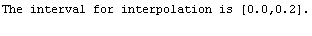 The interval for interpolation is [0.0,0.2].